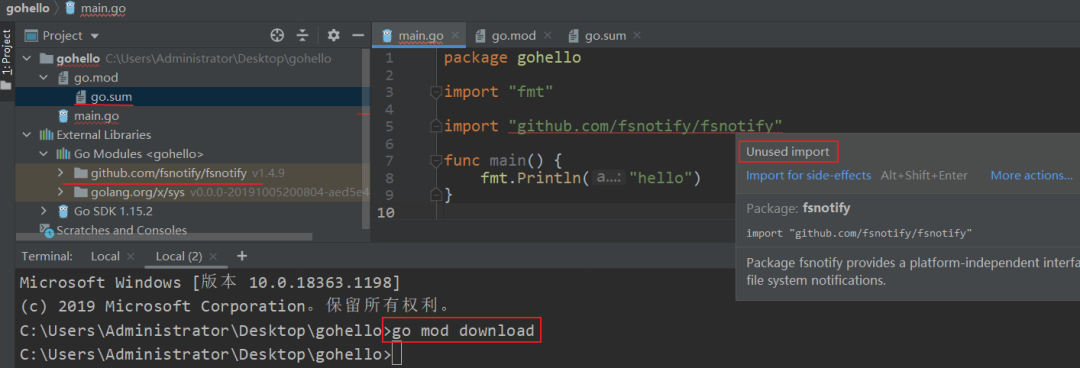 gohello main.go
1: Project
Project
main.go go.mod go.sum
gohello C:\Users\Administrator\Desktop\gohello
go.mod
go.sum
main.go
External Libraries
Go Modules <gohello>
github.com/fsnotify/fsnotify v1.4.9
golang.org/x/sys v0.0.0-20191005200804-aed5e4
Go SDK 1.15.2
Scratches and Consoles
1 package gohello
2
3 import "fmt"
4
5 import "github.com/fsnotify/fsnotify"
6
7 func main() {
8 fmt.Println( a...: "hello")
9 }
10
Unused import
Import for side-effects Alt+Shift+Enter More actions...
Package: fsnotify
import "github.com/fsnotify/fsnotify"
Package fsnotify provides a platform-independent
file system notifications.
Terminal: Local Local (2)
Microsoft Windows [版本 10.0.18363.1198]
(c) 2019 Microsoft Corporation。保留所有权利。
C:\Users\Administrator\Desktop\gohello>go mod download
C:\Users\Administrator\Desktop\gohello>